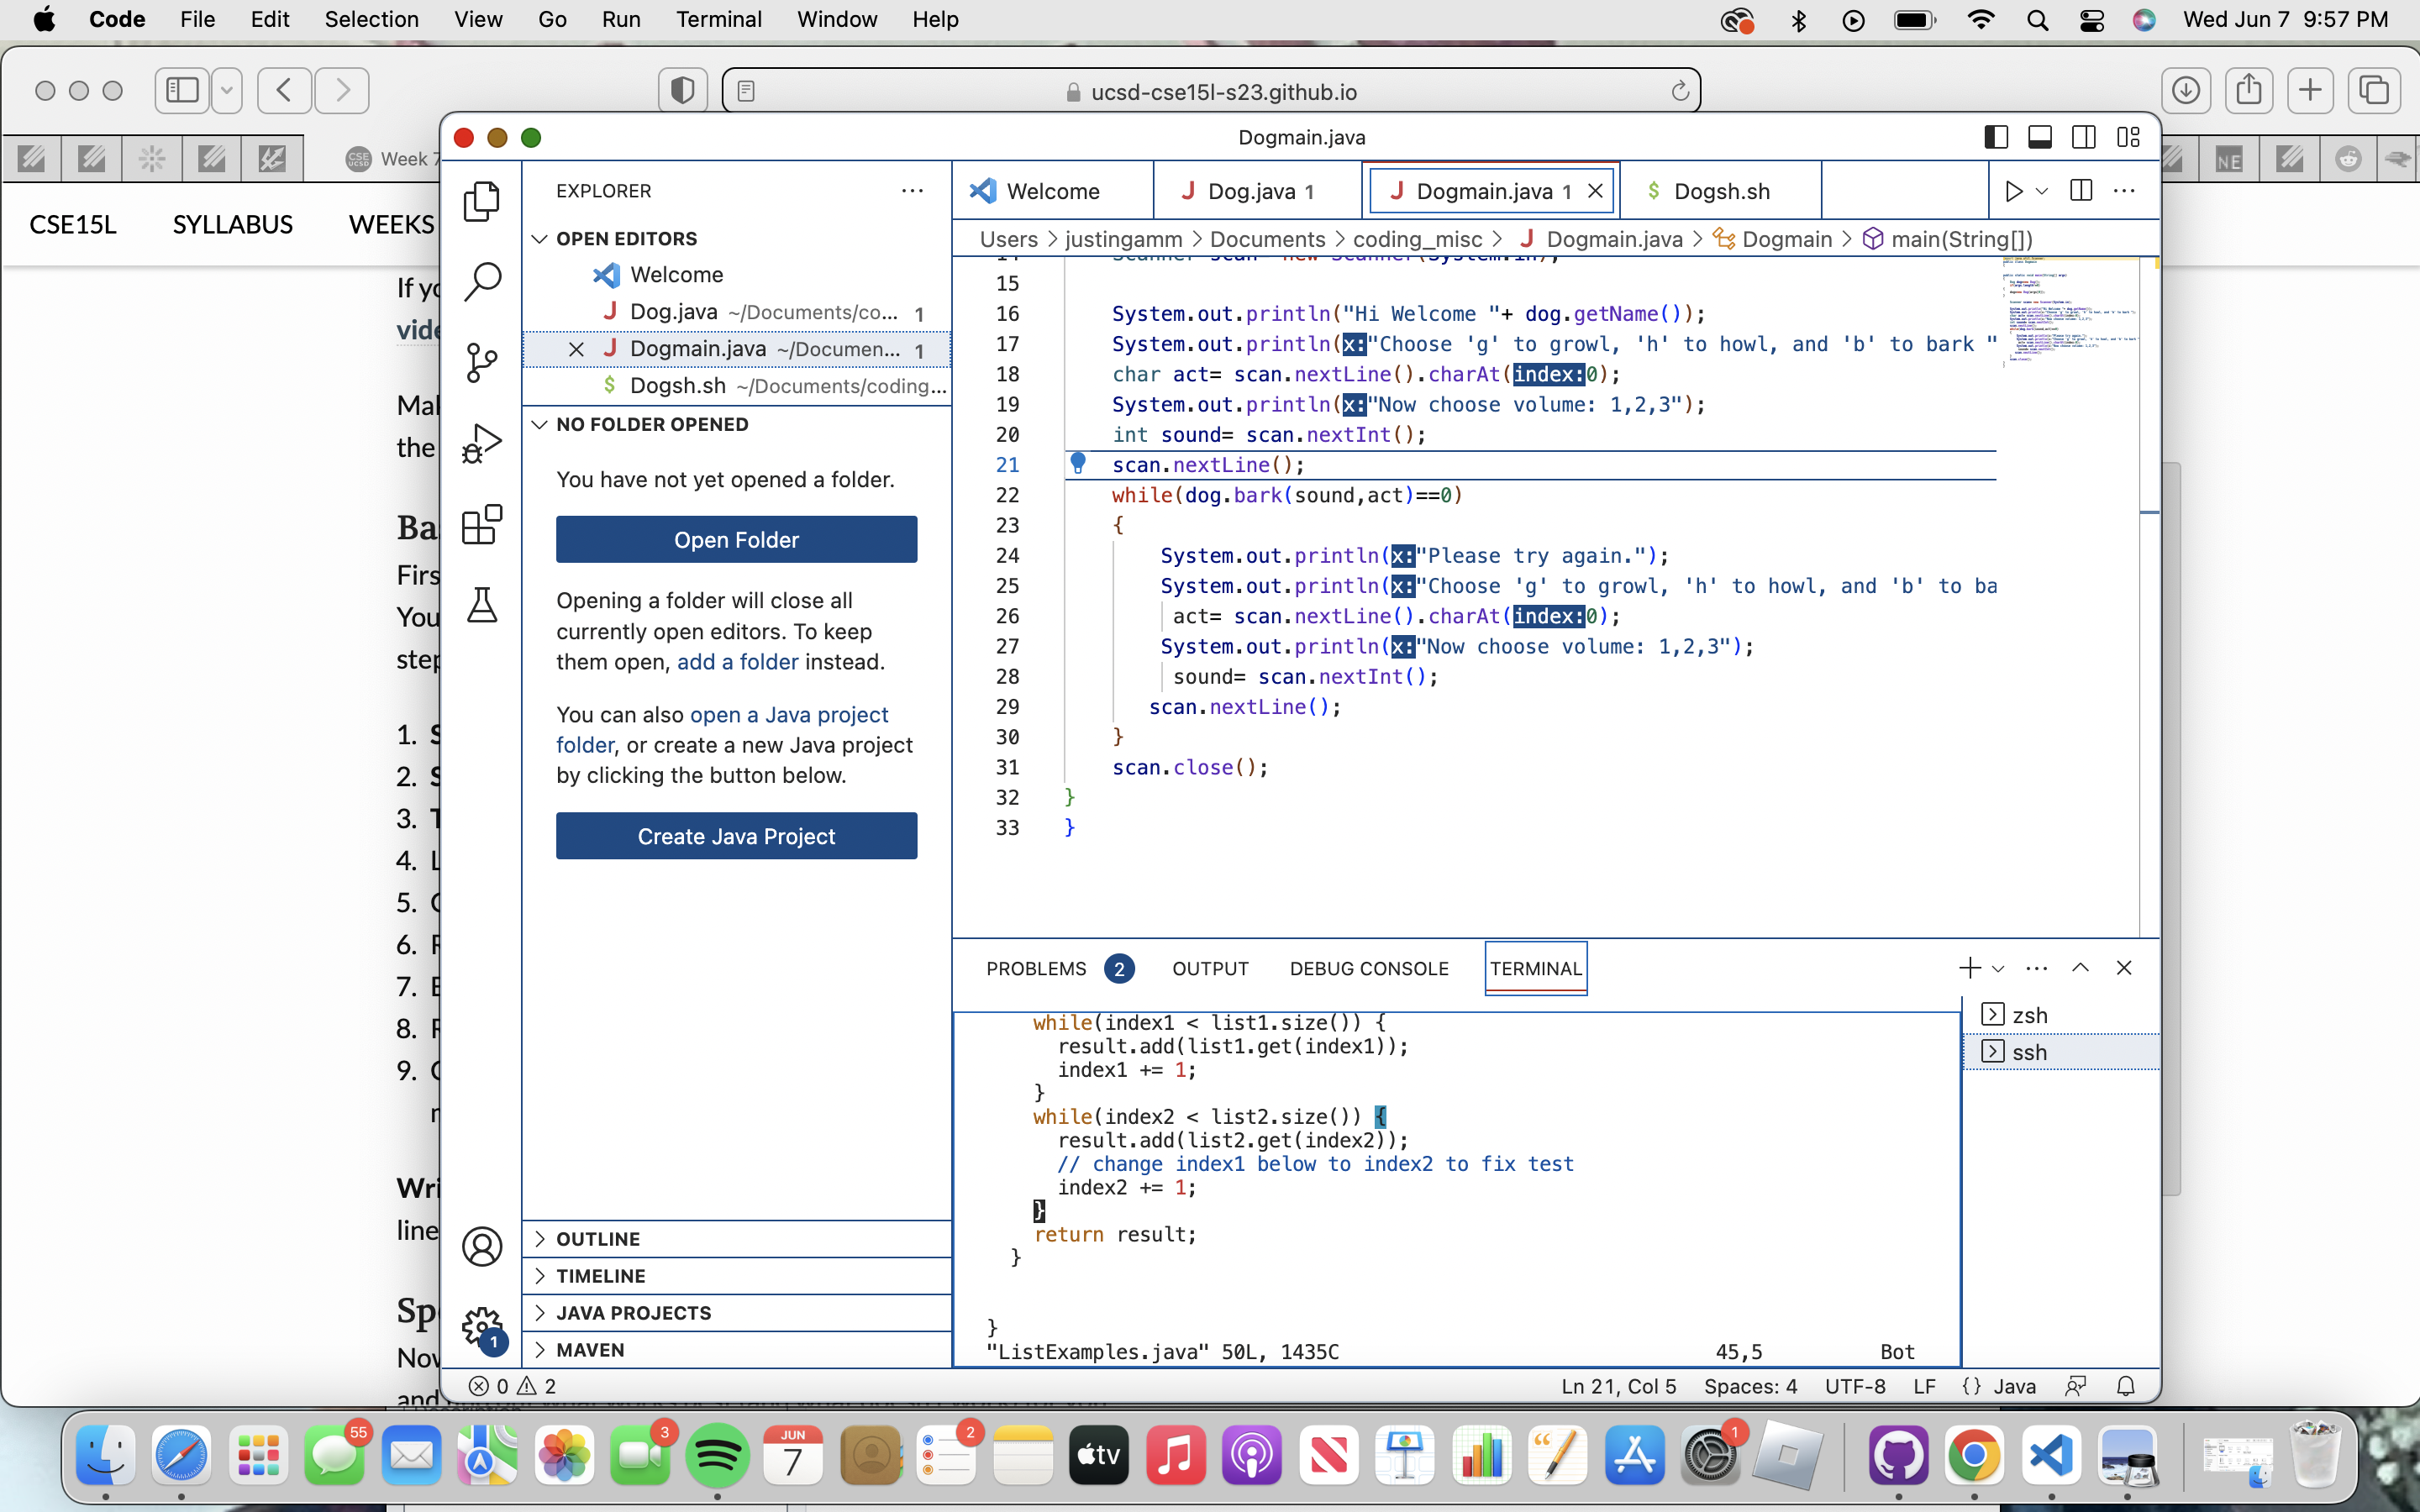 Code File Edit Selection View Go Run Terminal Window Help Wed Jun 7 9:57 PM
ucsd-cse15l-s23.github.io
Dogmain.java
CSE UCSD Week 7 NE
CSE15L SYLLABUS WEEKS
EXPLORER
OPEN EDITORS
Welcome
Dog.java ~/Documents/co... 1
Dogmain.java ~/Documen... 1
Dogsh.sh ~/Documents/coding...
NO FOLDER OPENED
You have not yet opened a folder.
Open Folder
Opening a folder will close all
currently open editors. To keep
them open, add a folder instead.
You can also open a Java project
folder, or create a new Java project
by clicking the button below.
Create Java Project
OUTLINE
TIMELINE
JAVA PROJECTS
MAVEN
Welcome Dog.java 1 Dogmain.java 1 Dogsh.sh
Users > justingamm > Documents > coding_misc > Dogmain.java > Dogmain > main(String[])
15
16 System.out.println("Hi Welcome "+ dog.getName());
17 System.out.println(x:"Choose 'g' to growl, 'h' to howl, and 'b' to bark "
18 char act= scan.nextLine().charAt(index:0);
19 System.out.println(x:"Now choose volume: 1,2,3");
20 int sound= scan.nextInt();
21 scan.nextLine();
22 while(dog.bark(sound,act)==0)
23 {
24 System.out.println(x:"Please try again.");
25 System.out.println(x:"Choose 'g' to growl, 'h' to howl, and 'b' to ba
26 act= scan.nextLine().charAt(index:0);
27 System.out.println(x:"Now choose volume: 1,2,3");
28 sound= scan.nextInt();
29 scan.nextLine();
30 }
31 scan.close();
32 }
33 }
PROBLEMS 2 OUTPUT DEBUG CONSOLE TERMINAL
zsh
ssh
while(index1 < list1.size()) {
result.add(list1.get(index1));
index1 += 1;
}
while(index2 < list2.size()) {
result.add(list2.get(index2));
// change index1 below to index2 to fix test
index2 += 1;
}
return result;
}
}
"ListExamples.java" 50L, 1435C 45,5 Bot
0 2 Ln 21, Col 5 Spaces: 4 UTF-8 LF {} Java
1
1.
2.
3.
4.
5.
6.
7.
8.
9.
55 3 JUN 7 2 tv 1